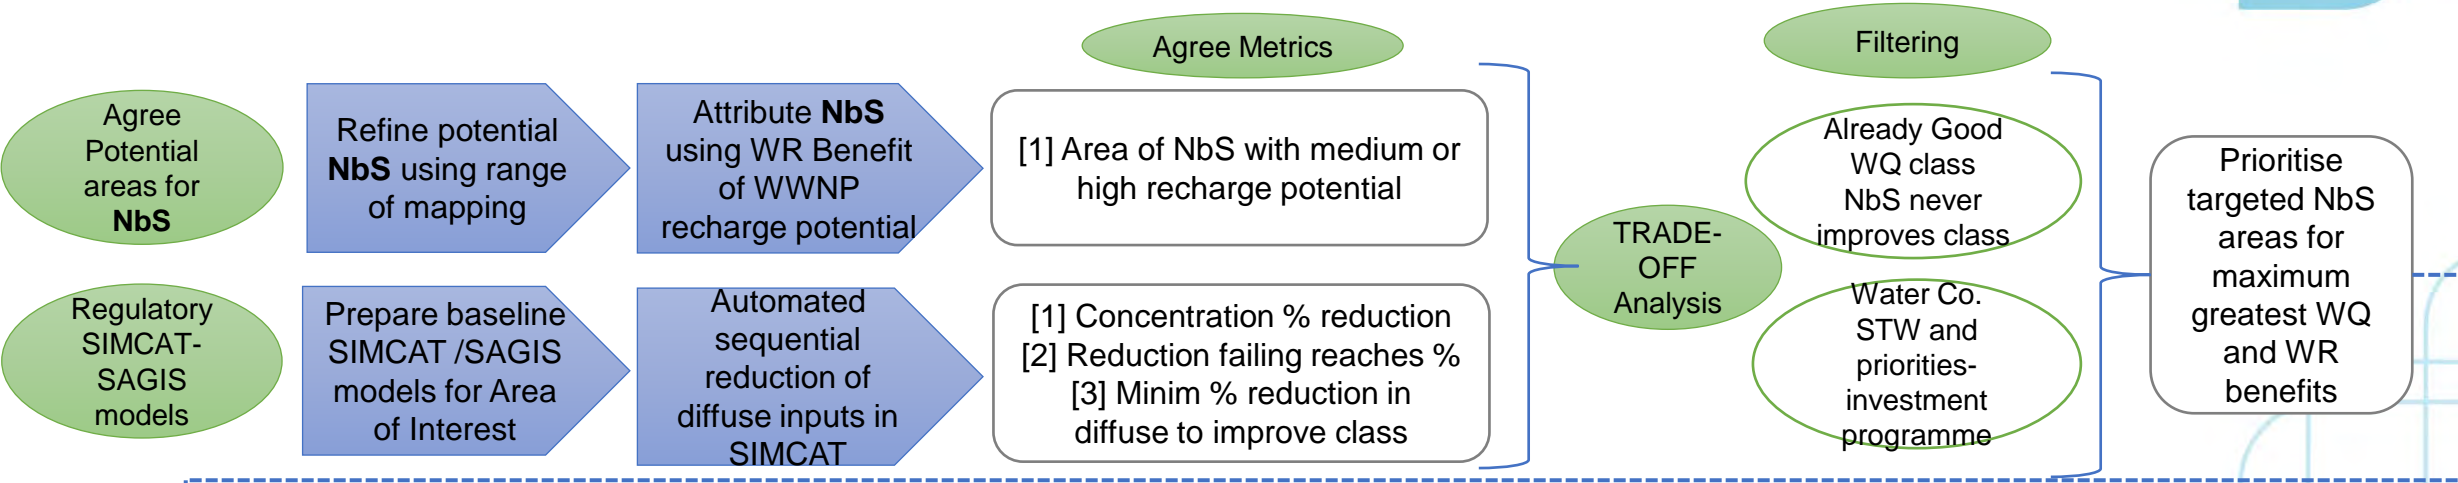 Agree
Potential
areas for
NbS
Refine potential
NbS using range
of mapping
Attribute NbS
using WR Benefit
of WWNP
recharge potential
Agree Metrics
[1] Area of NbS with medium or
high recharge potential
Regulatory
SIMCAT-
SAGIS
models
Prepare baseline
SIMCAT /SAGIS
models for Area
of Interest
Automated
sequential
reduction of
diffuse inputs in
SIMCAT
[1] Concentration % reduction
[2] Reduction failing reaches %
[3] Minim % reduction in
diffuse to improve class
TRADE-
OFF
Analysis
Filtering
Already Good
WQ class
NbS never
improves class
Water Co.
STW and
priorities-
investment
programme
Prioritise
targeted NbS
areas for
maximum
greatest WQ
and WR
benefits